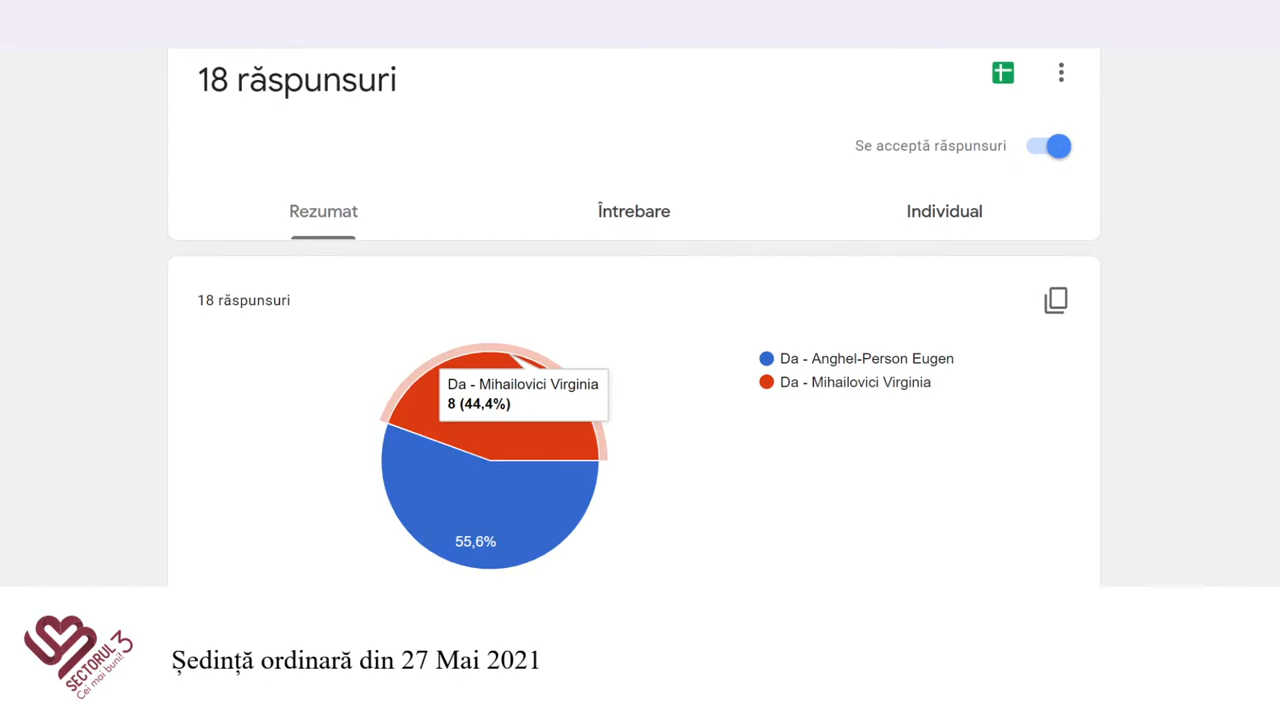 18 răspunsuri
Se acceptă răspunsuri
Rezumat
Întrebare
Individual
18 răspunsuri
Da - Anghel-Person Eugen
Da - Mihailovici Virginia
Da - Mihailovici Virginia
8 (44,4%)
55,6%
SECTORUL 3
Cei mai buni!
Ședință ordinară din 27 Mai 2021